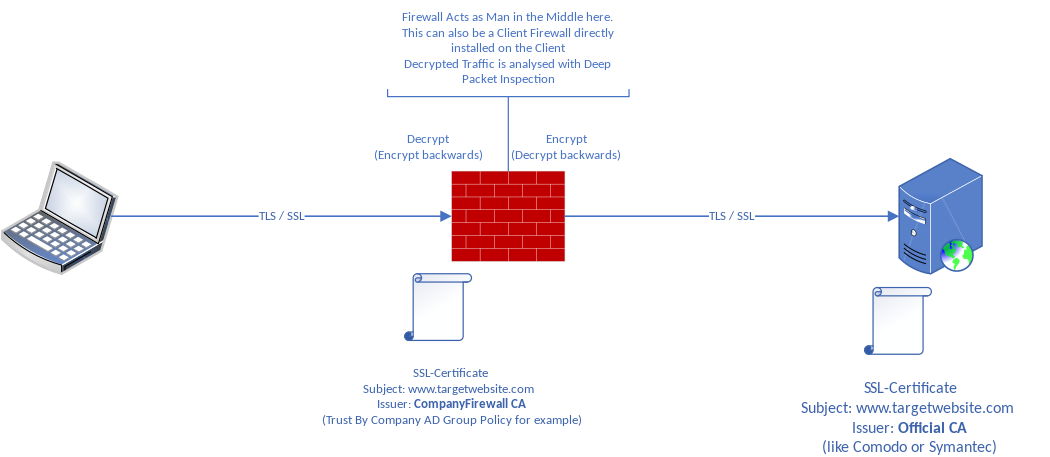 Firewall Acts as Man in the Middle here.
This can also be a Client Firewall directly
installed on the Client
Decrypted Traffic is analysed with Deep
Packet Inspection
Decrypt
(Encrypt backwards)
Encrypt
(Decrypt backwards)
TLS / SSL
TLS / SSL
SSL-Certificate
Subject: www.targetwebsite.com
Issuer: CompanyFirewall CA
(Trust By Company AD Group Policy for example)
SSL-Certificate
Subject: www.targetwebsite.com
Issuer: Official CA
(like Comodo or Symantec)